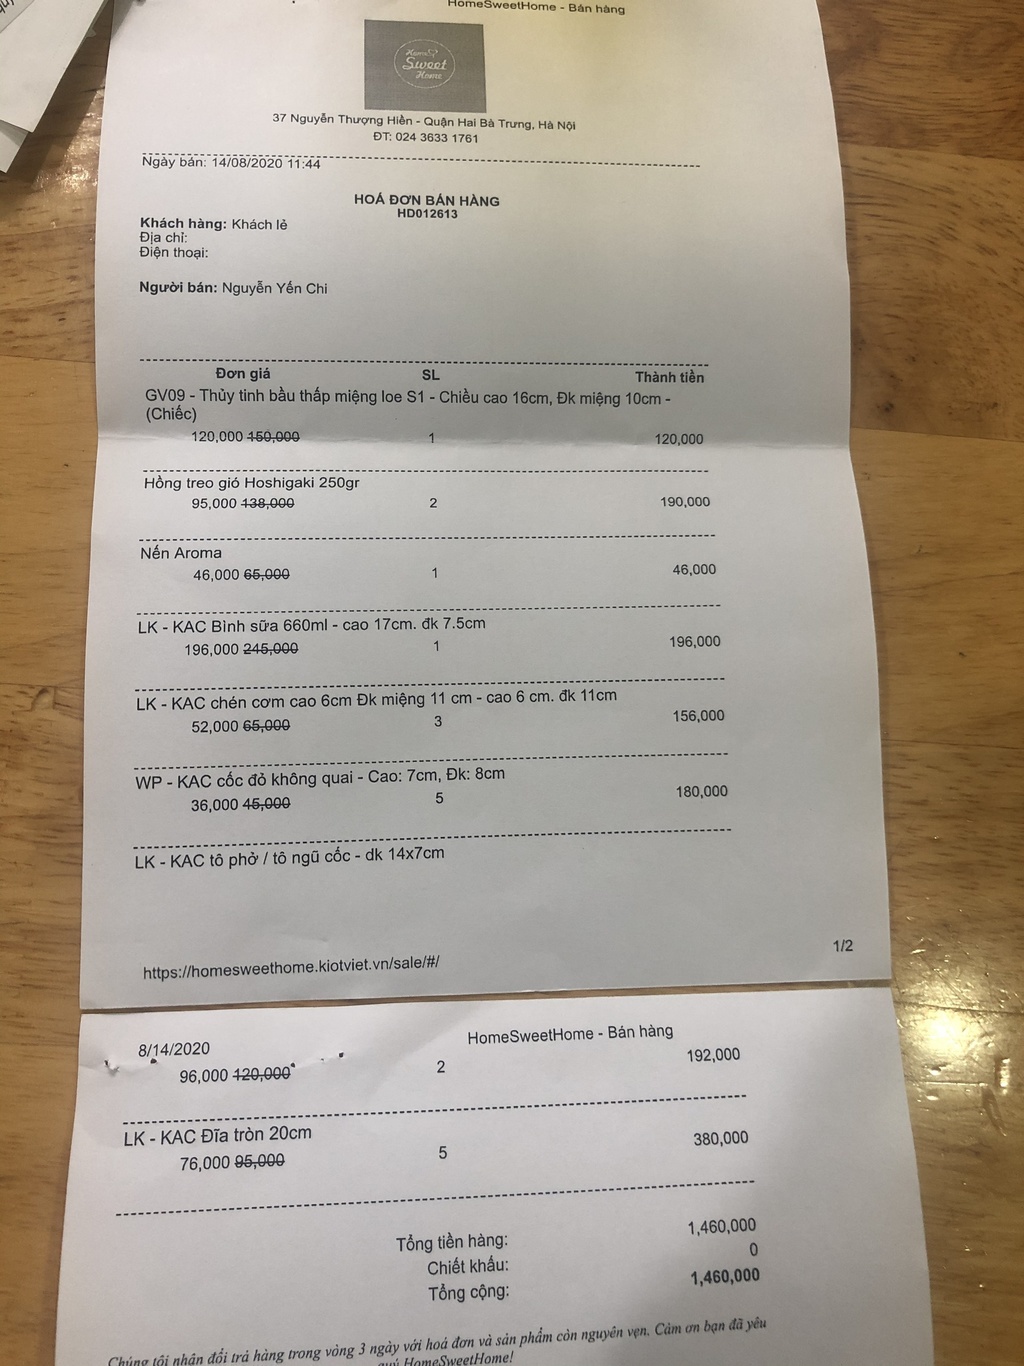 HomeSweetHome - Bán hàng
Home
Sweet
Home
37 Nguyễn Thượng Hiền - Quận Hai Bà Trưng, Hà Nội
ĐT: 024 3633 1761
Ngày bán: 14/08/2020 11:44
HOÁ ĐƠN BÁN HÀNG
HD012613
Khách hàng: Khách lẻ
Địa chỉ:
Điện thoại:
Người bán: Nguyễn Yến Chi
Đơn giá SL Thành tiền
GV09 - Thủy tinh bầu thấp miệng loe S1 - Chiều cao 16cm, Đk miệng 10cm -
(Chiếc)
120,000 150,000 1 120,000
Hồng treo gió Hoshigaki 250gr
95,000 138,000 2 190,000
Nến Aroma
46,000 65,000 1 46,000
LK - KAC Bình sữa 660ml - cao 17cm. đk 7.5cm
196,000 245,000 1 196,000
LK - KAC chén cơm cao 6cm Đk miệng 11 cm - cao 6 cm. đk 11cm
52,000 65,000 3 156,000
WP - KAC cốc đỏ không quai - Cao: 7cm, Đk: 8cm
36,000 45,000 5 180,000
LK - KAC tô phở / tô ngũ cốc - dk 14x7cm
https://homesweethome.kiotviet.vn/sale/#/ 1/2
8/14/2020 HomeSweetHome - Bán hàng
96,000 120,000 2 192,000
LK - KAC Đĩa tròn 20cm
76,000 95,000 5 380,000
Tổng tiền hàng: 1,460,000
Chiết khấu: 0
Tổng cộng: 1,460,000
Chúng tôi nhận đổi trả hàng trong vòng 3 ngày với hoá đơn và sản phẩm còn nguyên vẹn. Cảm ơn bạn đã yêu
quý HomeSweetHome!